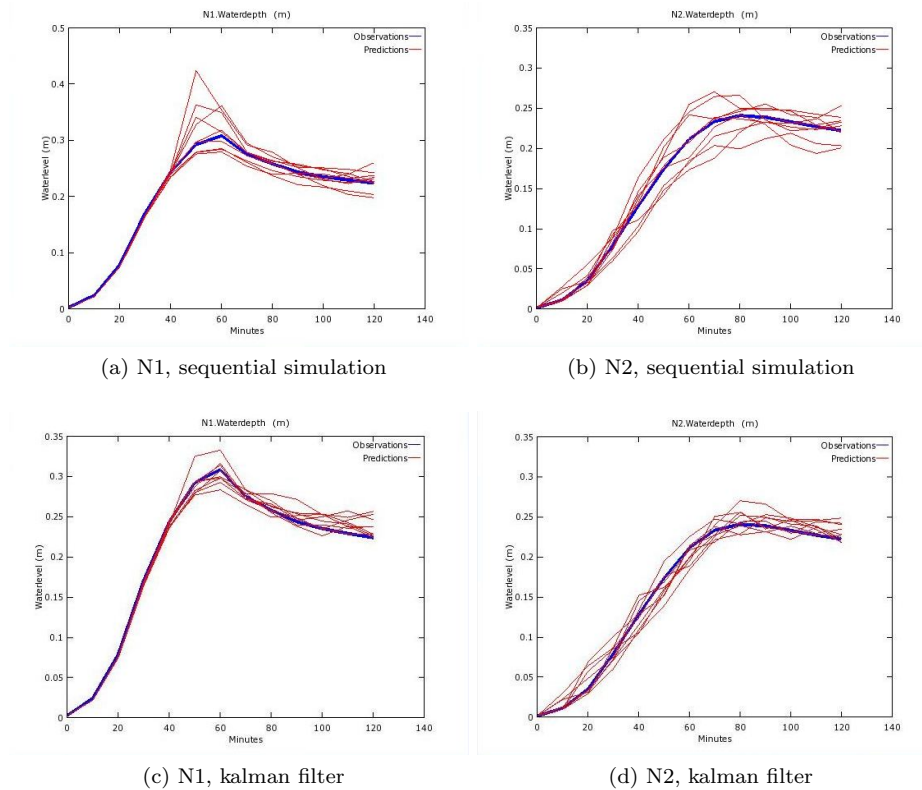 N1.Waterdepth (m)
0.5
0.4
0.3
0.2
0.1
0
Waterlevel (m)
Observations
Predictions
0 20 40 60 80 100 120 140
Minutes
(a) N1, sequential simulation
N2.Waterdepth (m)
0.35
0.3
0.25
0.2
0.15
0.1
0.05
0
Waterlevel (m)
Observations
Predictions
0 20 40 60 80 100 120 140
Minutes
(b) N2, sequential simulation
N1.Waterdepth (m)
0.35
0.3
0.25
0.2
0.15
0.1
0.05
0
Waterlevel (m)
Observations
Predictions
0 20 40 60 80 100 120 140
Minutes
(c) N1, kalman filter
N2.Waterdepth (m)
0.35
0.3
0.25
0.2
0.15
0.1
0.05
0
Waterlevel (m)
Observations
Predictions
0 20 40 60 80 100 120 140
Minutes
(d) N2, kalman filter